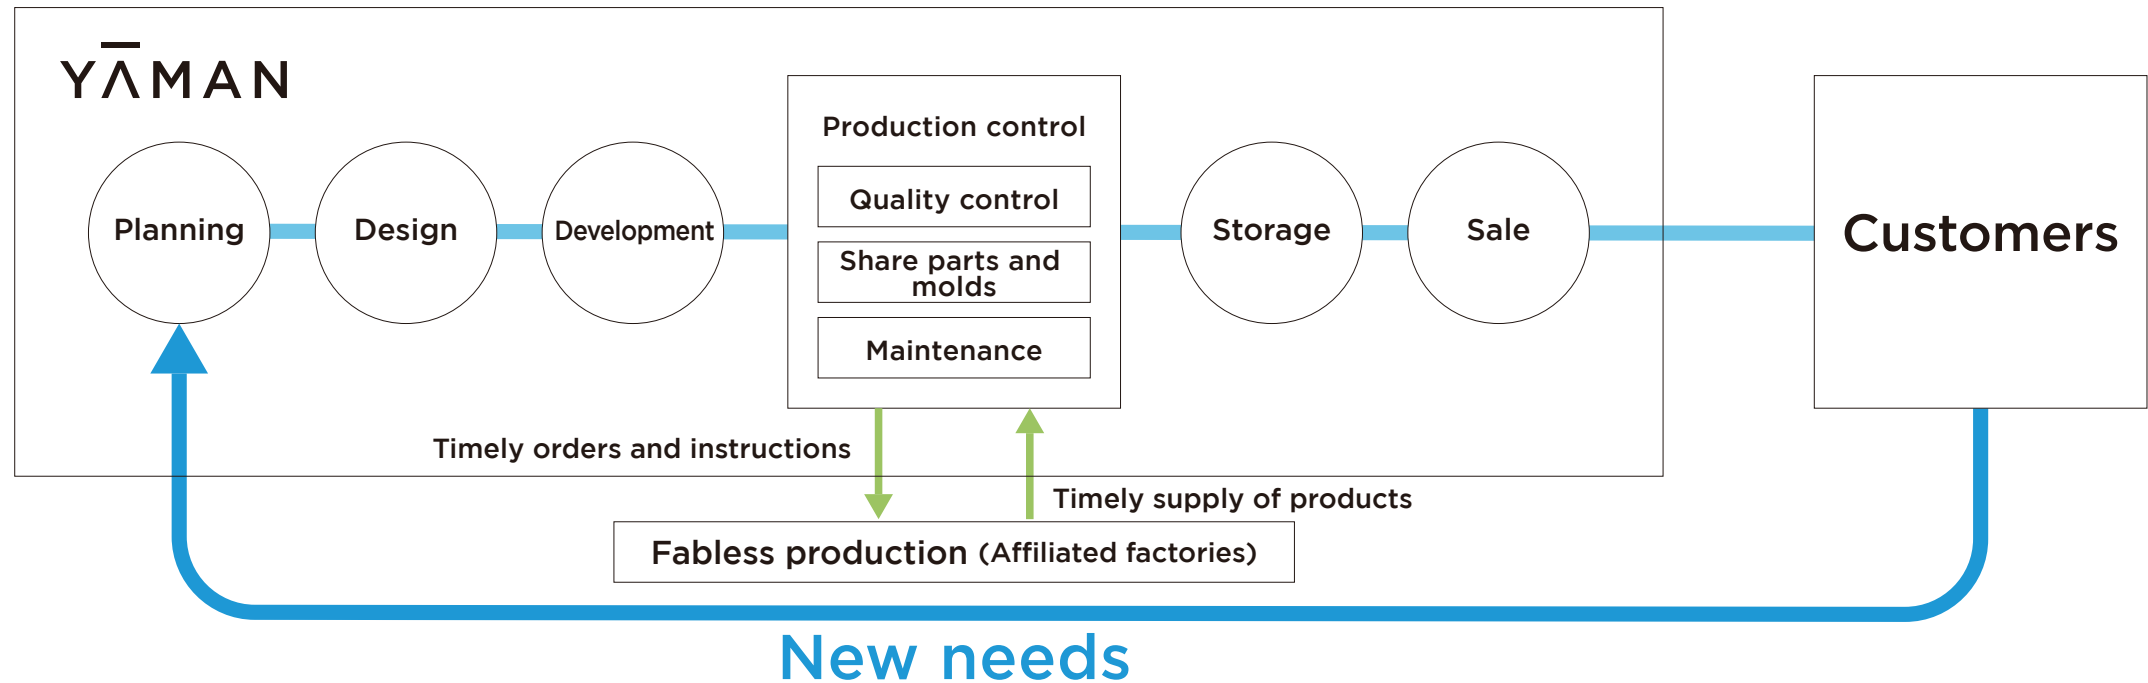 YĀMAN
Production control
Planning
Design
Development
Quality control
Share parts and
molds
Maintenance
Storage
Sale
Customers
Timely orders and instructions
Timely supply of products
Fabless production (Affiliated factories)
New needs